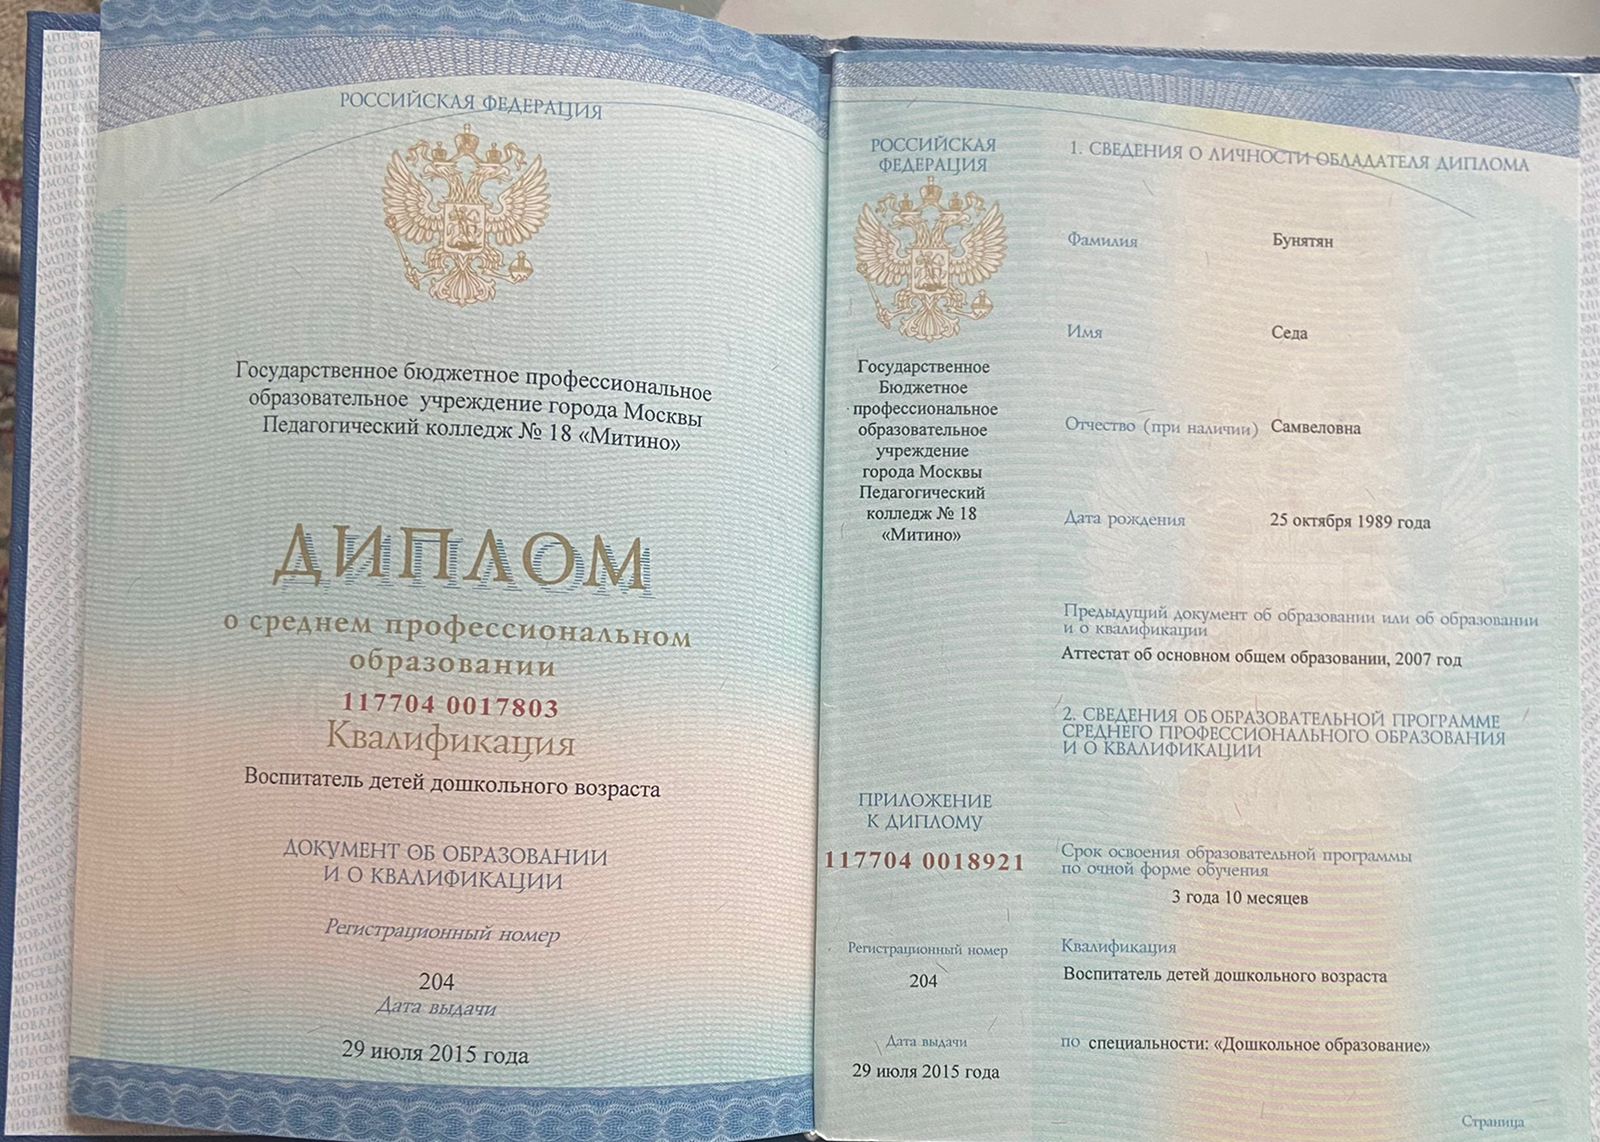 РОССИЙСКАЯ ФЕДЕРАЦИЯ
Государственное бюджетное профессиональное
образовательное учреждение города Москвы
Педагогический колледж № 18 «Митино»
ДИПЛОМ
о среднем профессиональном
образовании
117704 0017803
Квалификация
Воспитатель детей дошкольного возраста
ДОКУМЕНТ ОБ ОБРАЗОВАНИИ
И О КВАЛИФИКАЦИИ
Регистрационный номер
204
Дата выдачи
29 июля 2015 года
РОССИЙСКАЯ
ФЕДЕРАЦИЯ
Государственное
Бюджетное
профессиональное
образовательное
учреждение
города Москвы
Педагогический
колледж № 18
«Митино»
ПРИЛОЖЕНИЕ
К ДИПЛОМУ
117704 0018921
Регистрационный номер
204
Дата выдачи
29 июля 2015 года
1. СВЕДЕНИЯ О ЛИЧНОСТИ ОБЛАДАТЕЛЯ ДИПЛОМА
Фамилия Бунятян
Имя Седа
Отчество (при наличии) Самвеловна
Дата рождения 25 октября 1989 года
Предыдущий документ об образовании или об образовании
и о квалификации
Аттестат об основном общем образовании, 2007 год
2. СВЕДЕНИЯ ОБ ОБРАЗОВАТЕЛЬНОЙ ПРОГРАММЕ
СРЕДНЕГО ПРОФЕССИОНАЛЬНОГО ОБРАЗОВАНИЯ
И О КВАЛИФИКАЦИИ
Срок освоения образовательной программы
по очной форме обучения
3 года 10 месяцев
Квалификация
Воспитатель детей дошкольного возраста
по специальности: «Дошкольное образование»
Страница